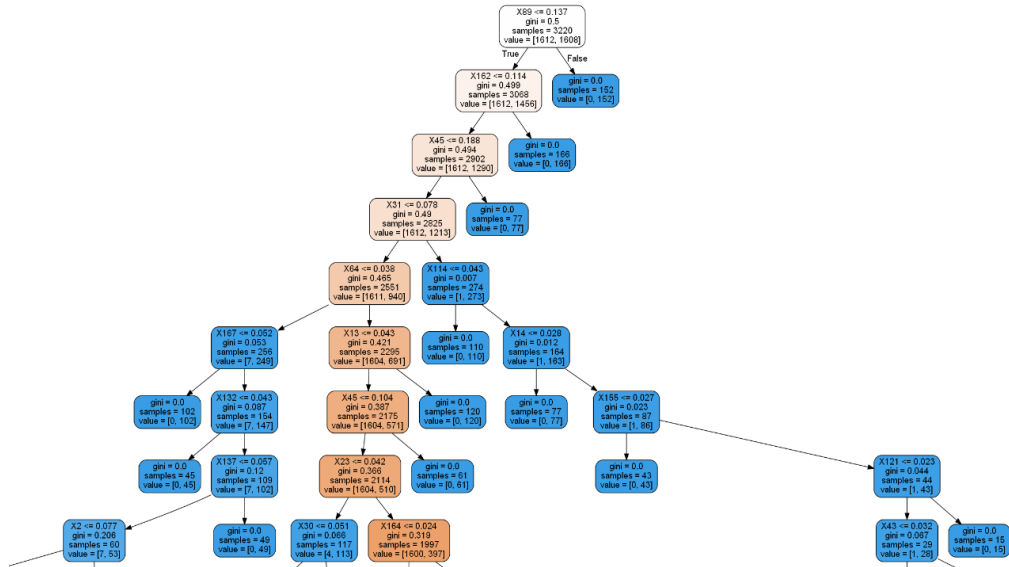 X89 <= 0.137
gini = 0.5
samples = 3220
value = [1612, 1608]
True
False
X162 <= 0.114
gini = 0.499
samples = 3068
value = [1612, 1456]
gini = 0.0
samples = 152
value = [0, 152]
X45 <= 0.188
gini = 0.494
samples = 2902
value = [1612, 1290]
gini = 0.0
samples = 166
value = [0, 166]
X31 <= 0.078
gini = 0.49
samples = 2825
value = [1612, 1213]
gini = 0.0
samples = 77
value = [0, 77]
X64 <= 0.038
gini = 0.465
samples = 2551
value = [1611, 940]
X114 <= 0.043
gini = 0.007
samples = 274
value = [1, 273]
X167 <= 0.052
gini = 0.053
samples = 256
value = [7, 249]
X13 <= 0.043
gini = 0.421
samples = 2295
value = [1604, 691]
gini = 0.0
samples = 110
value = [0, 110]
X14 <= 0.028
gini = 0.012
samples = 164
value = [1, 163]
gini = 0.0
samples = 102
value = [0, 102]
X132 <= 0.043
gini = 0.087
samples = 154
value = [7, 147]
X45 <= 0.104
gini = 0.387
samples = 2175
value = [1604, 571]
gini = 0.0
samples = 120
value = [0, 120]
gini = 0.0
samples = 77
value = [0, 77]
X155 <= 0.027
gini = 0.023
samples = 87
value = [1, 86]
gini = 0.0
samples = 45
value = [0, 45]
X137 <= 0.057
gini = 0.12
samples = 109
value = [7, 102]
X23 <= 0.042
gini = 0.366
samples = 2114
value = [1604, 510]
gini = 0.0
samples = 61
value = [0, 61]
gini = 0.0
samples = 43
value = [0, 43]
X121 <= 0.023
gini = 0.044
samples = 44
value = [1, 43]
X2 <= 0.077
gini = 0.206
samples = 60
value = [7, 53]
gini = 0.0
samples = 49
value = [0, 49]
X30 <= 0.051
gini = 0.066
samples = 117
value = [4, 113]
X164 <= 0.024
gini = 0.319
samples = 1997
value = [1600, 397]
X43 <= 0.032
gini = 0.067
samples = 29
value = [1, 28]
gini = 0.0
samples = 15
value = [0, 15]